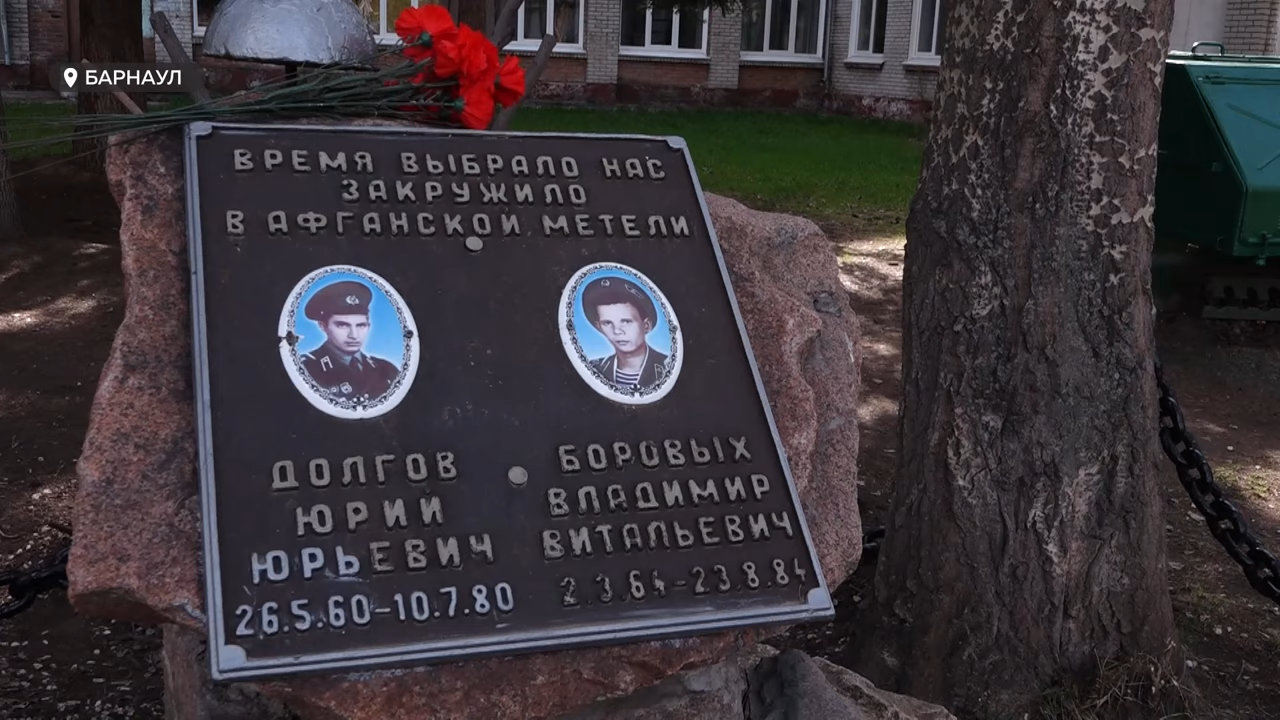 БАРНАУЛ
ВРЕМЯ ВЫБРАЛО НАС
ЗАКРУЖИЛО
В АФГАНСКОЙ МЕТЕЛИ
ДОЛГОВ
ЮРИЙ
ЮРЬЕВИЧ
26.5.60-10.7.80
БОРОВЫХ
ВЛАДИМИР
ВИТАЛЬЕВИЧ
2.3.64-23.8.84